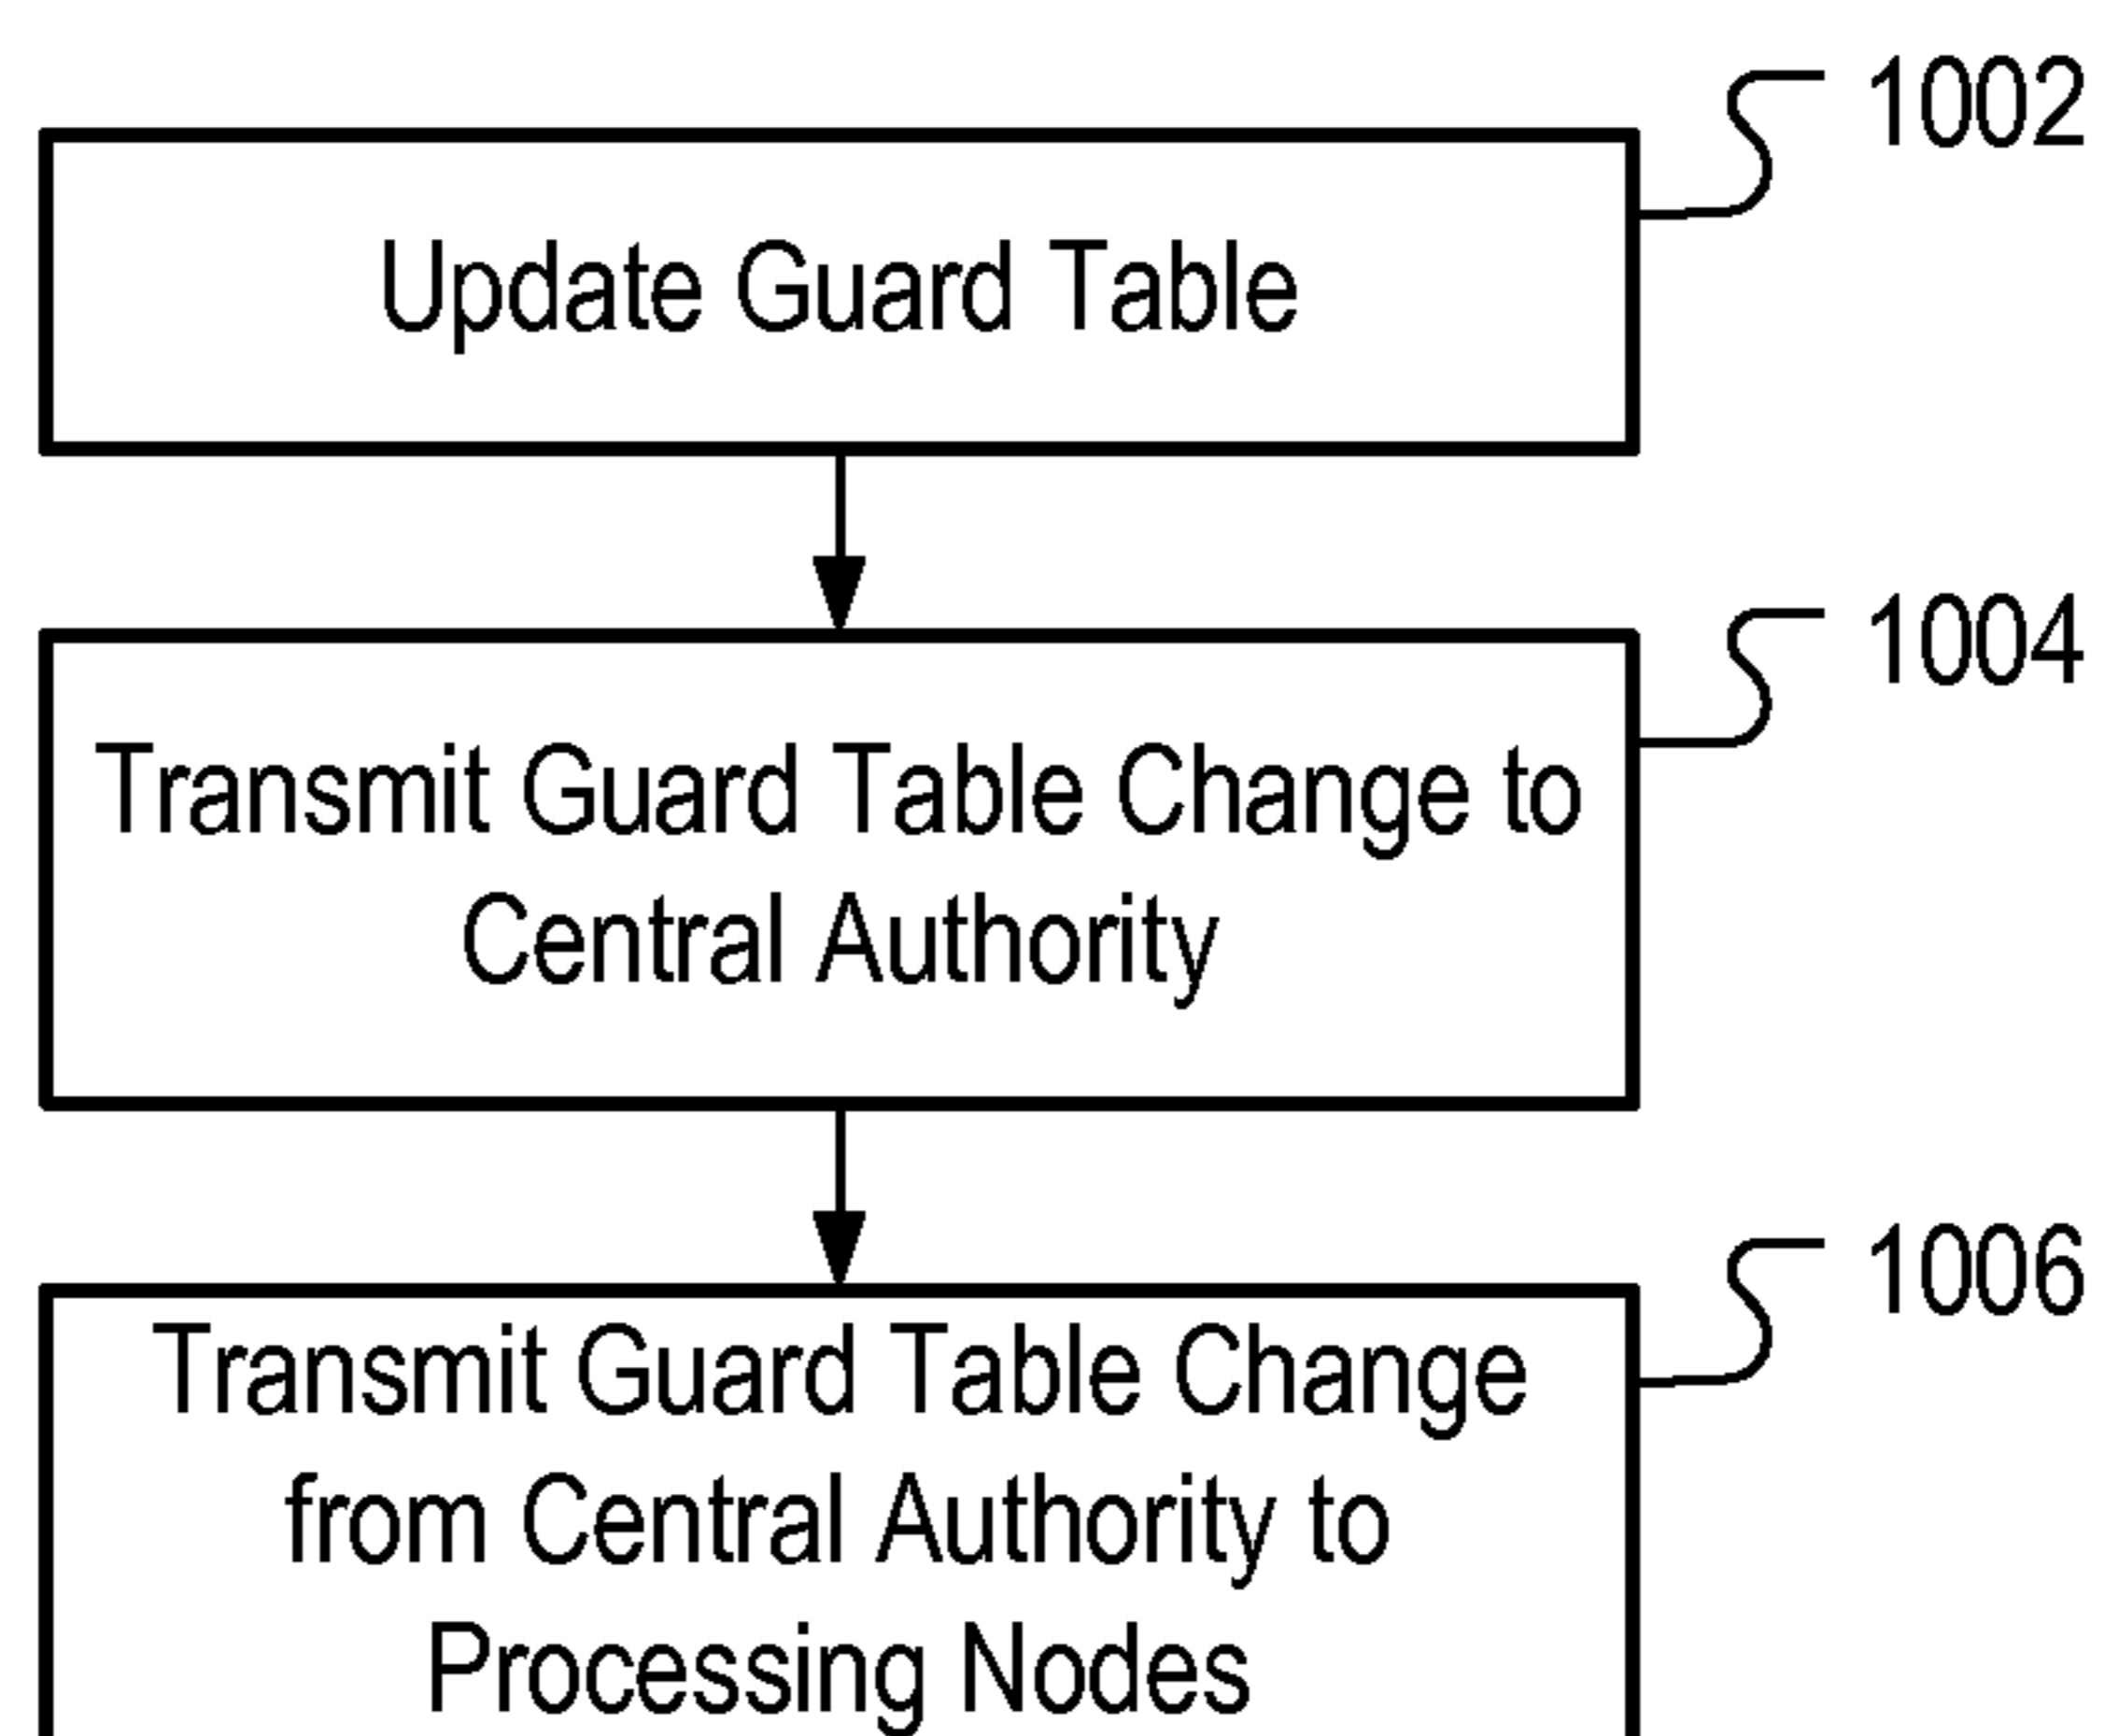 1002
Update Guard Table
1004
Transmit Guard Table Change to
Central Authority
1006
Transmit Guard Table Change
from Central Authority to
Processing Nodes